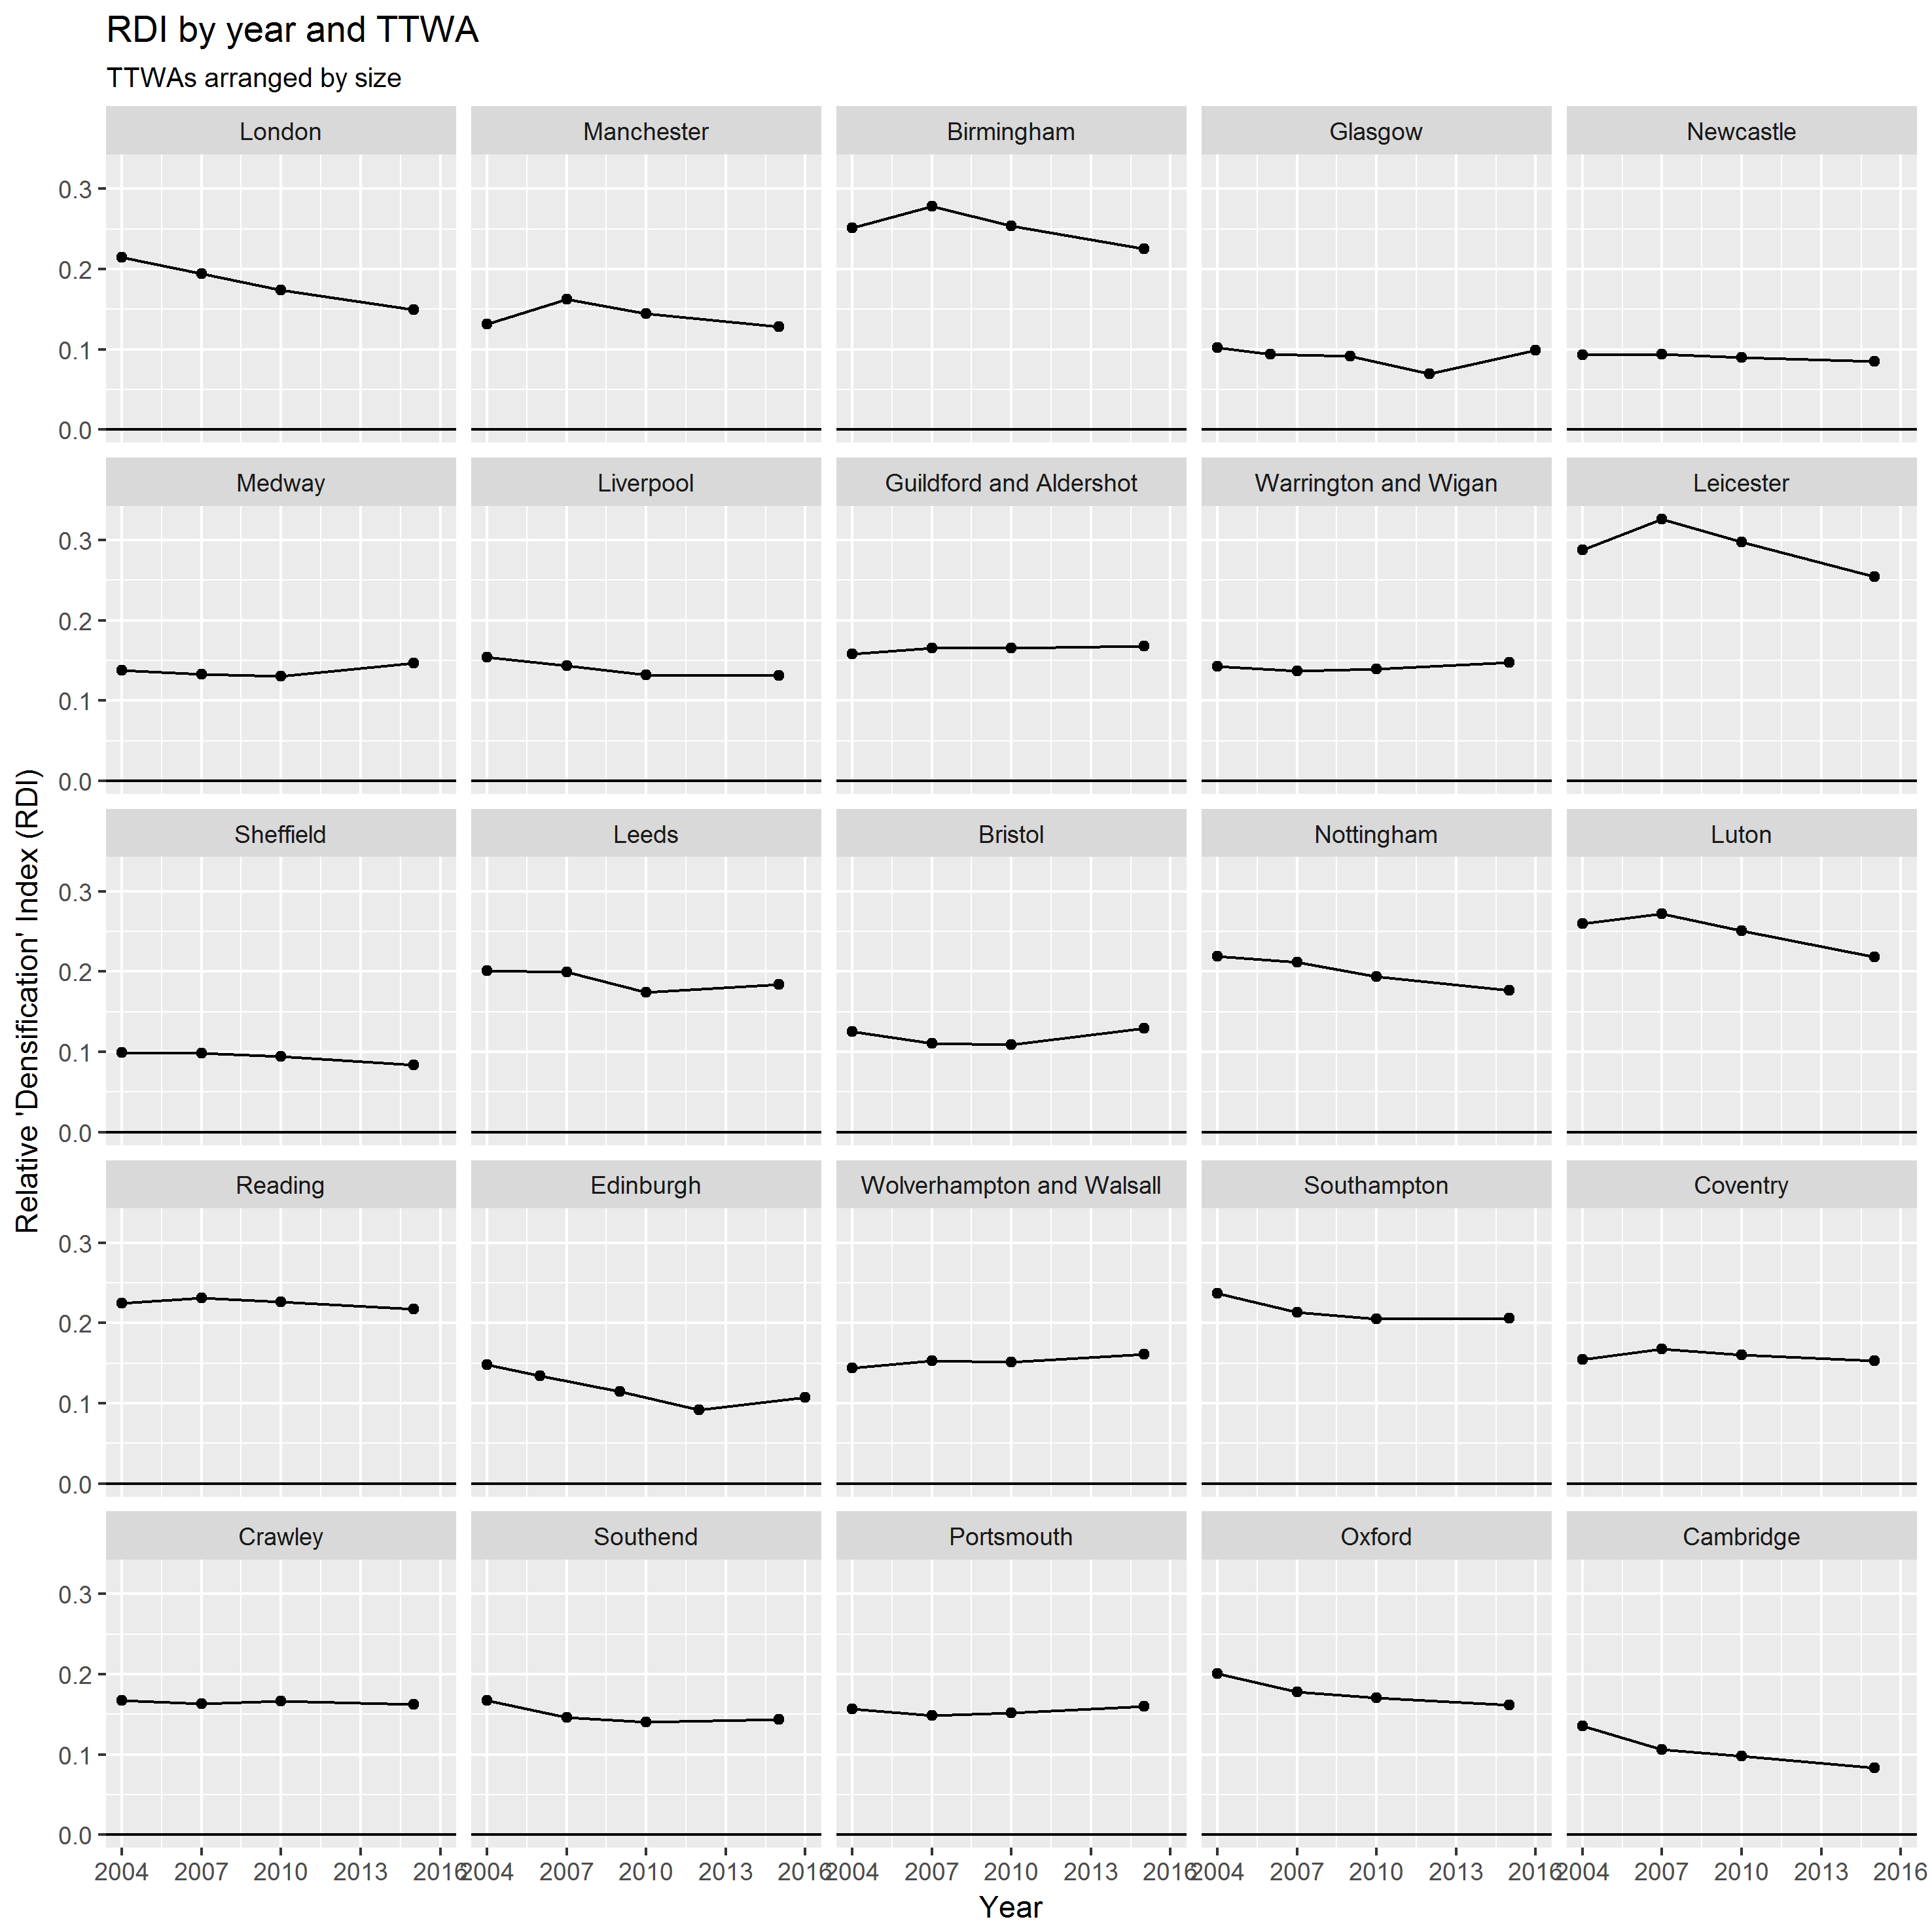 RDI by year and TTWA
TTWAs arranged by size
London Manchester Birmingham Glasgow Newcastle
0.3
0.2
0.1
0.0
Medway Liverpool Guildford and Aldershot Warrington and Wigan Leicester
0.3
0.2
0.1
0.0
Sheffield Leeds Bristol Nottingham Luton
0.3
0.2
0.1
0.0
Reading Edinburgh Wolverhampton and Walsall Southampton Coventry
0.3
0.2
0.1
0.0
Crawley Southend Portsmouth Oxford Cambridge
0.3
0.2
0.1
0.0
2004 2007 2010 2013 2016 2004 2007 2010 2013 2016 2004 2007 2010 2013 2016 2004 2007 2010 2013 2016 2004 2007 2010 2013 2016
Year
Relative 'Densification' Index (RDI)